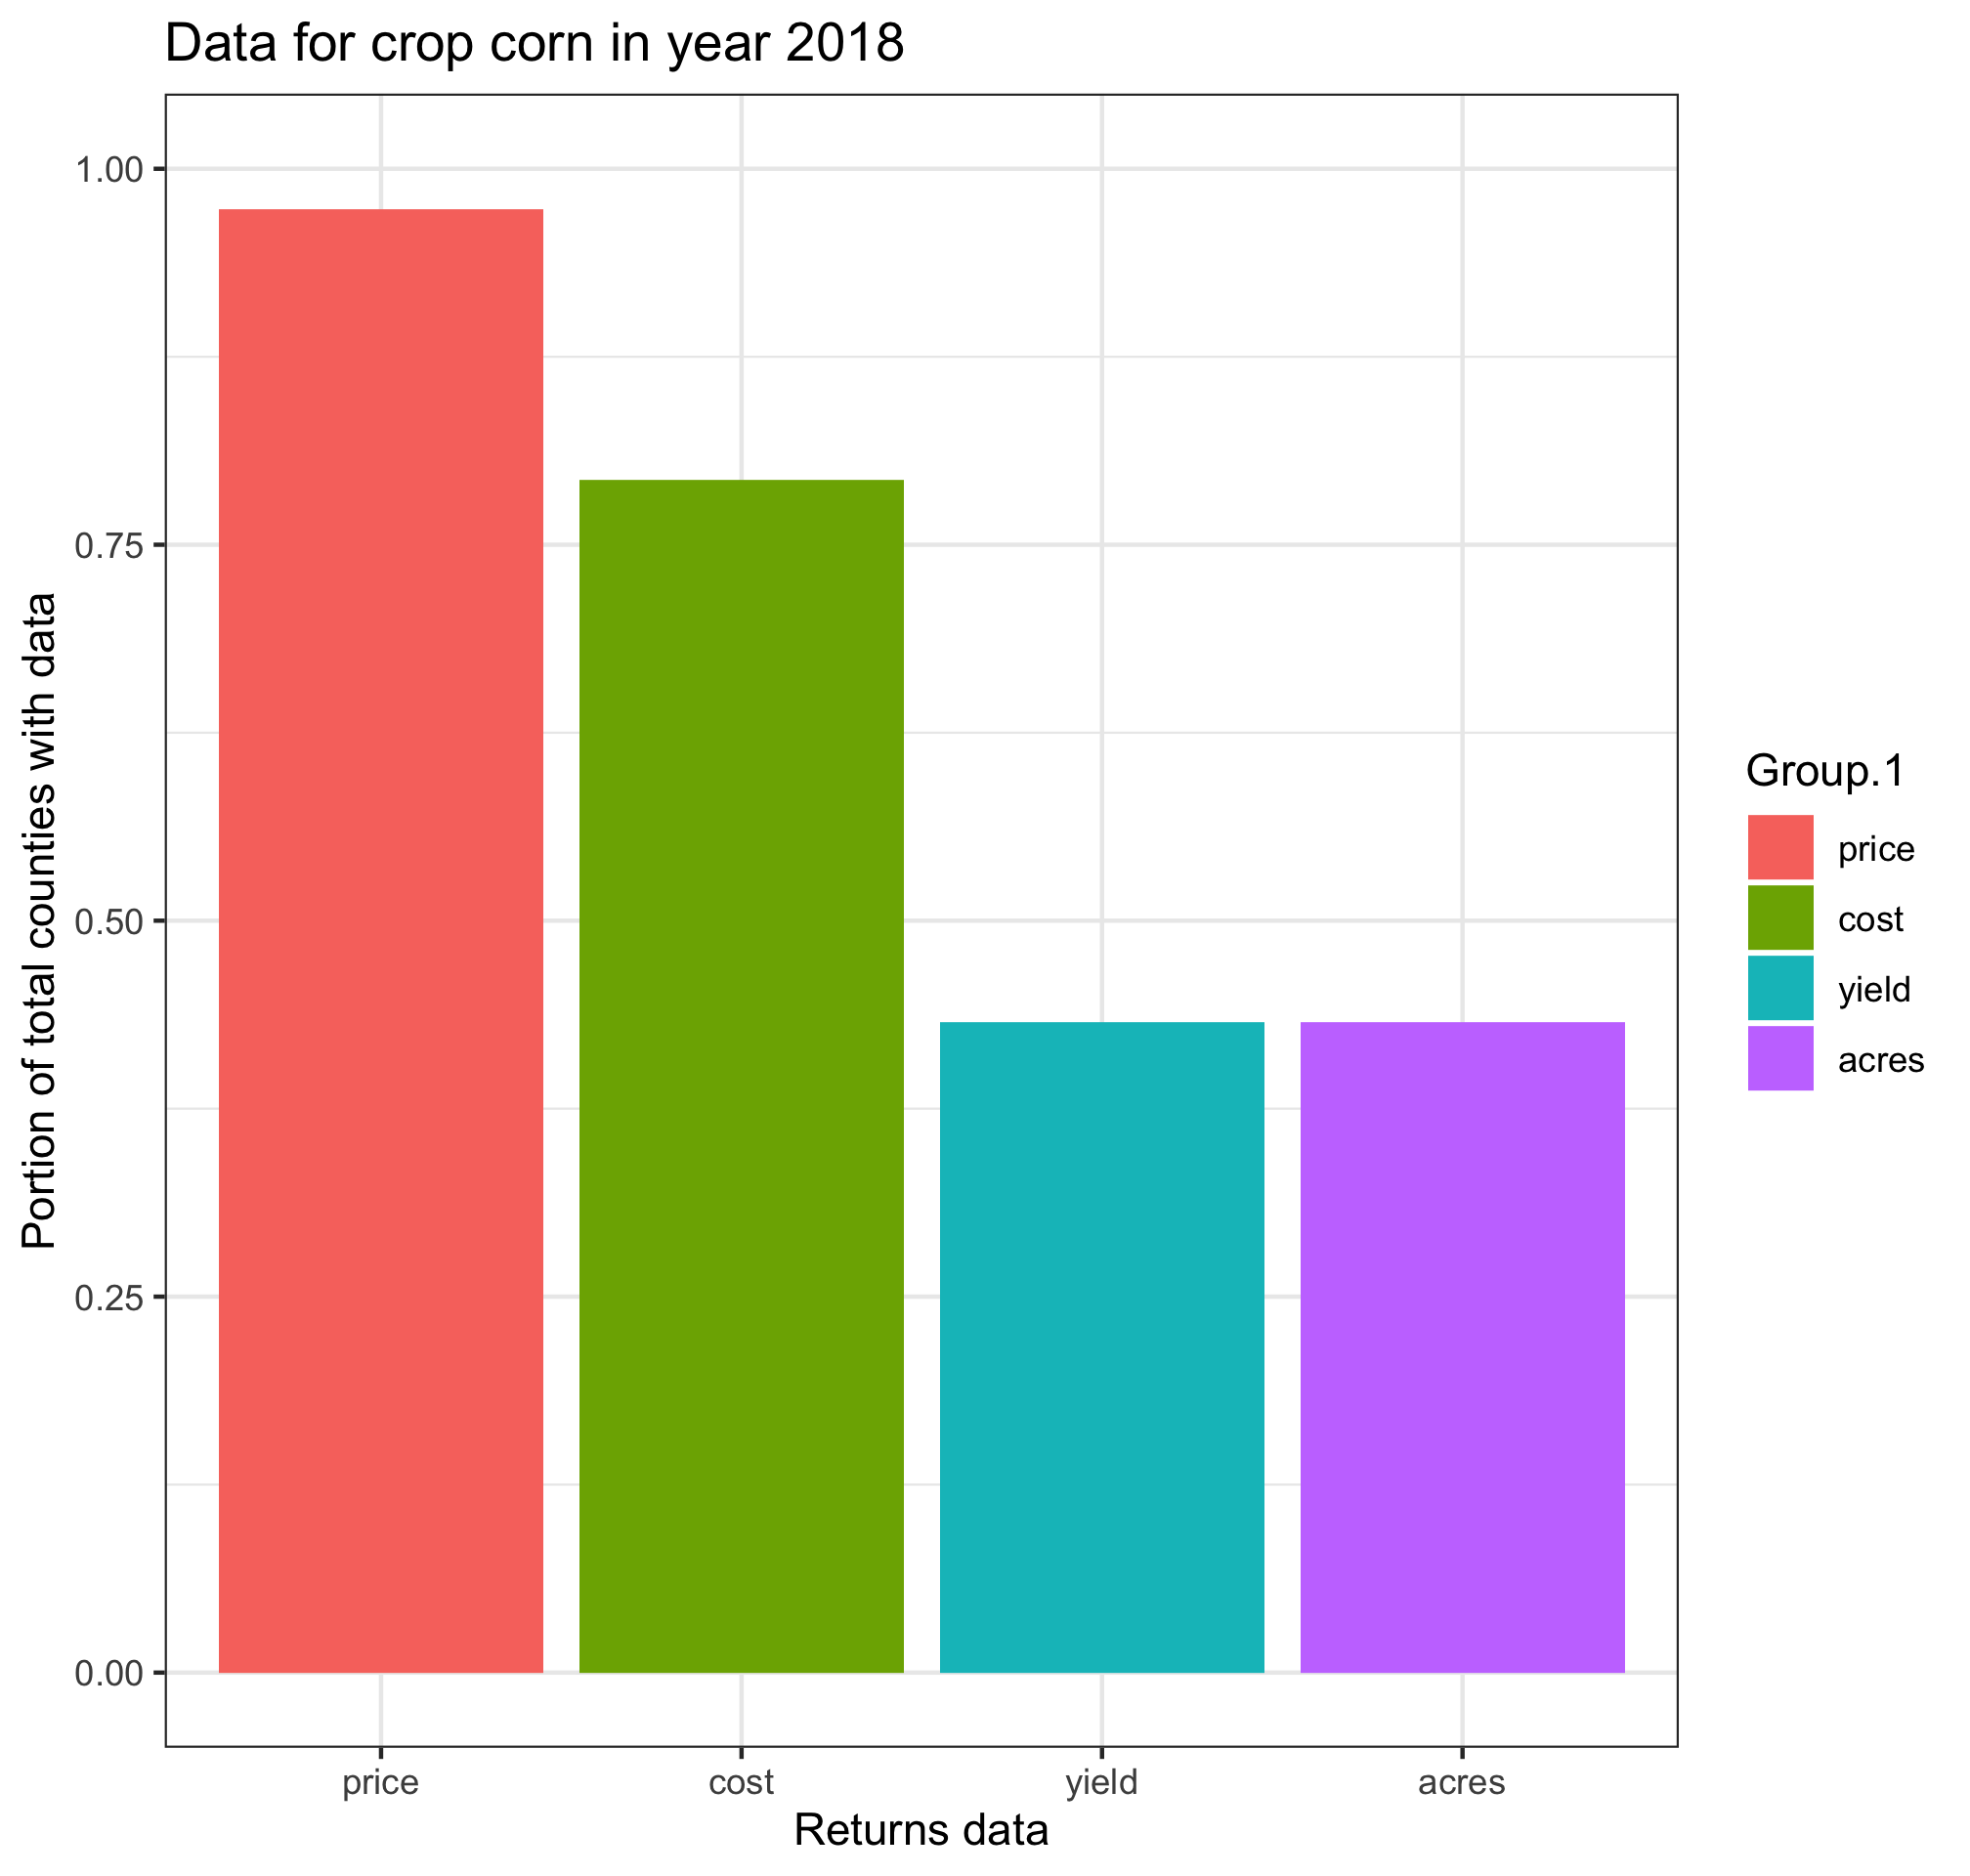 Data for crop corn in year 2018
Portion of total counties with data
1.00
0.75
0.50
0.25
0.00
price
cost
yield
acres
Returns data
Group.1
price
cost
yield
acres